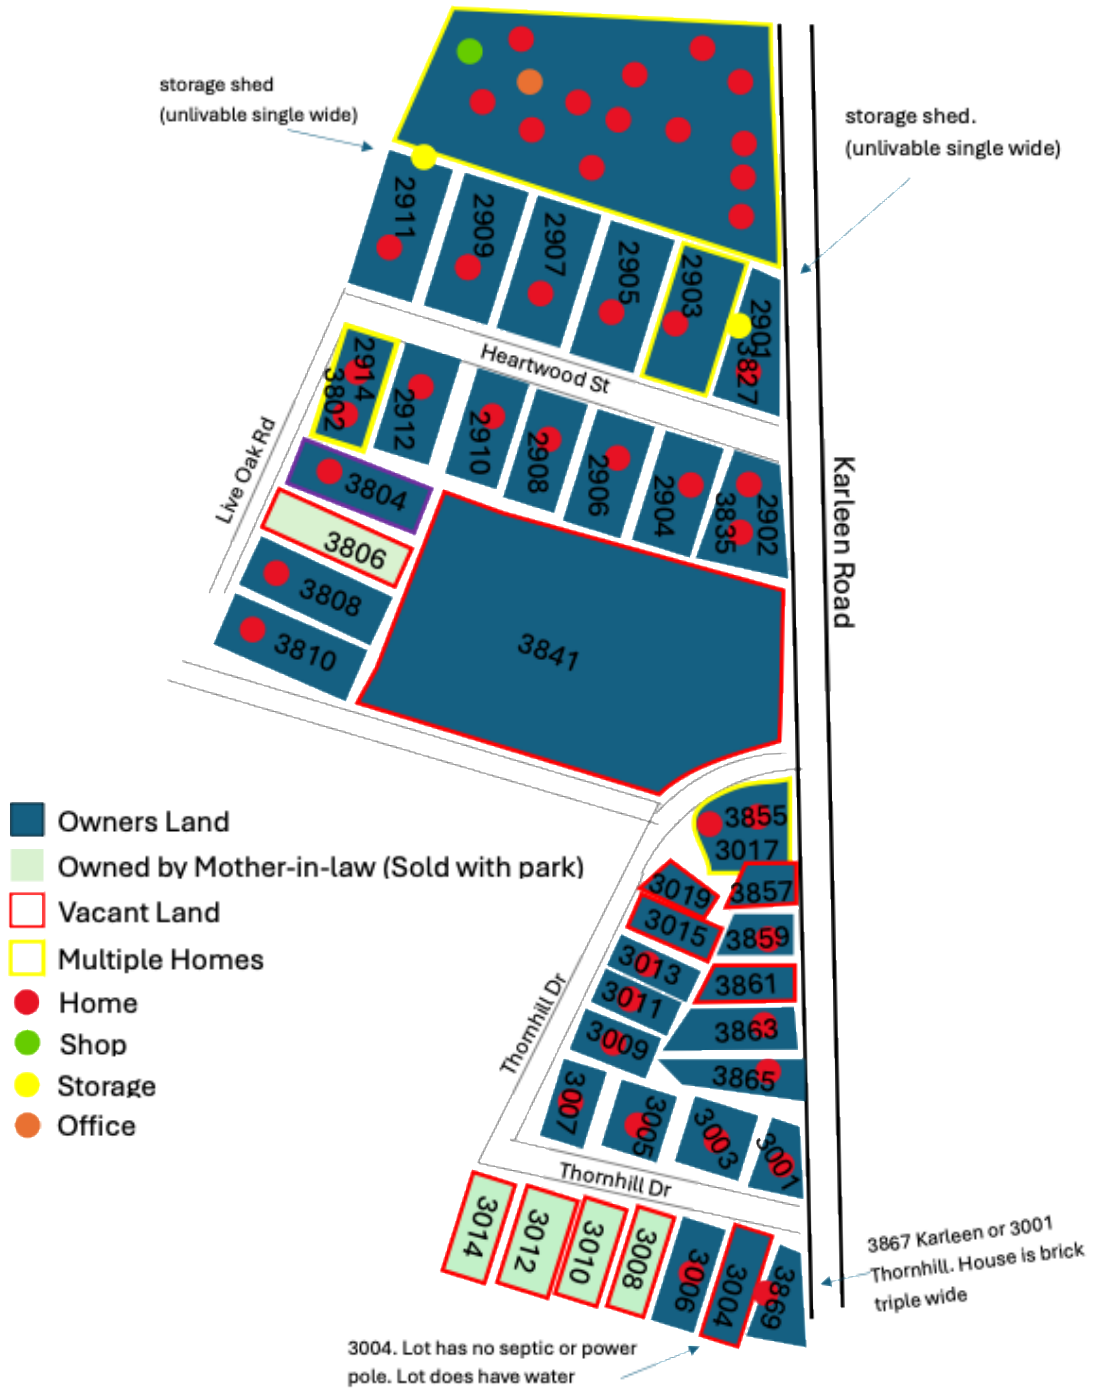 storage shed
(unlivable single wide)
storage shed.
(unlivable single wide)
2911
2909
2907
2905
2903
2901
3827
Heartwood St
2914
3802
2912
2910
2908
2906
2904
2902
3835
Live Oak Rd
3804
3806
3808
3810
3841
Karleen Road
3855
3017
3019
3857
3015
3859
3013
3861
3011
3863
3009
3865
3007
3005
3003
3001
Thornhill Dr
Thornhill Dr
3014
3012
3010
3008
3006
3004
3869
Owners Land
Owned by Mother-in-law (Sold with park)
Vacant Land
Multiple Homes
Home
Shop
Storage
Office
3867 Karleen or 3001
Thornhill. House is brick
triple wide
3004. Lot has no septic or power
pole. Lot does have water